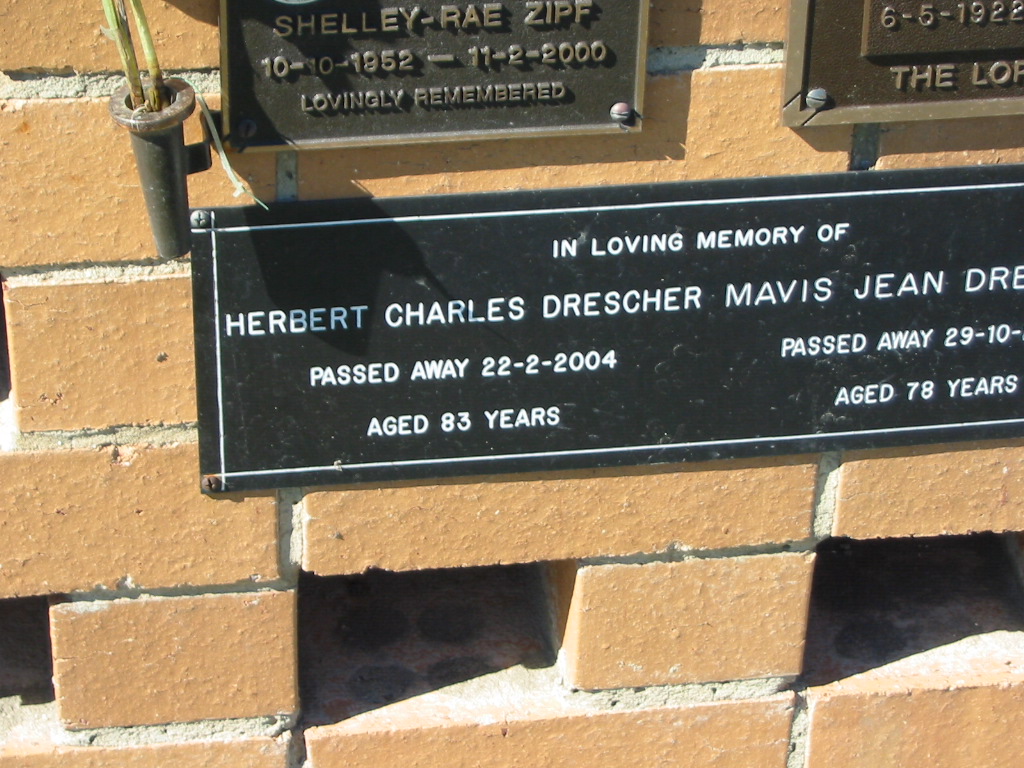 SHELLEY-RAE ZIPF
10-10-1952 — 11-2-2000
LOVINGLY REMEMBERED
6-5-1922
THE
IN LOVING MEMORY OF
HERBERT CHARLES DRESCHER MAVIS JEAN
PASSED AWAY 22-2-2004 PASSED AWAY 29-10-
AGED 83 YEARS AGED 78 YEARS